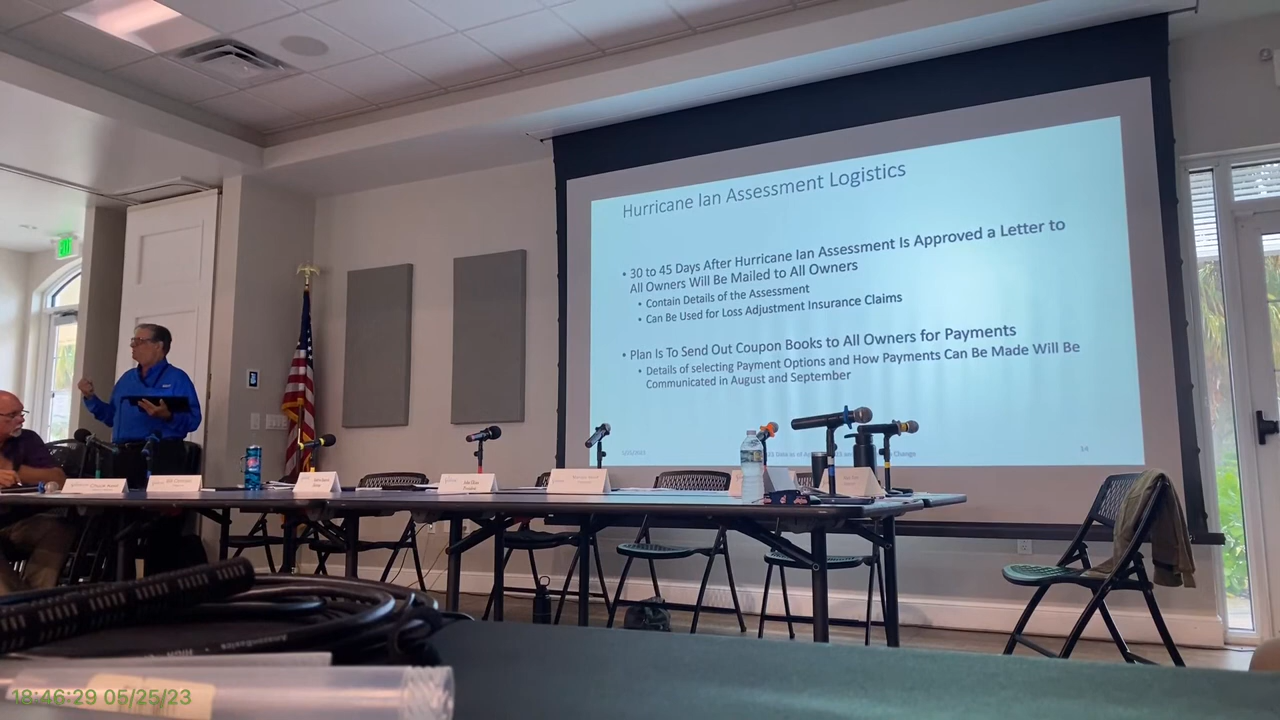 Hurricane Ian Assessment Logistics
• 30 to 45 Days After Hurricane Ian Assessment Is Approved a Letter to
All Owners Will Be Mailed to All Owners
• Contain Details of the Assessment
• Can Be Used for Loss Adjustment Insurance Claims
• Plan Is To Send Out Coupon Books to All Owners for Payments
• Details of selecting Payment Options and How Payments Can Be Made Will Be
Communicated in August and September
Change
14
18:46:29 05/25/23